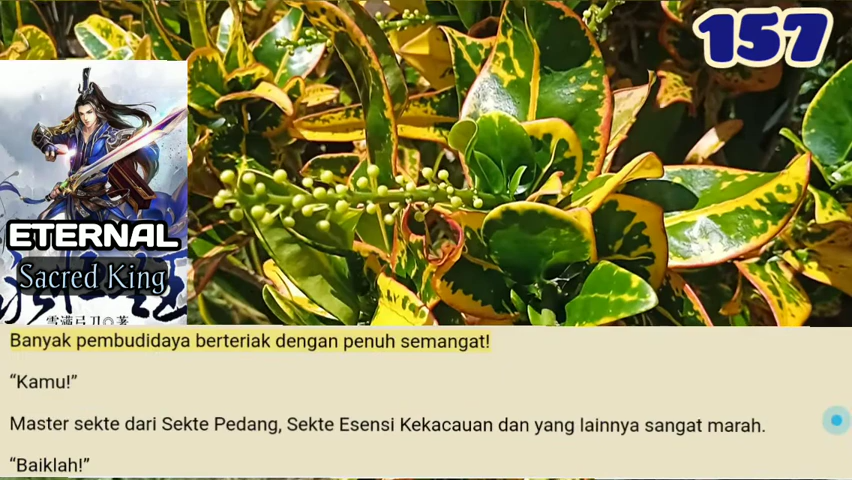 157
ETERNAL
Sacred King
Banyak pembudidaya berteriak dengan penuh semangat!
“Kamu!”
Master sekte dari Sekte Pedang, Sekte Esensi Kekacauan dan yang lainnya sangat marah.
“Baiklah!”